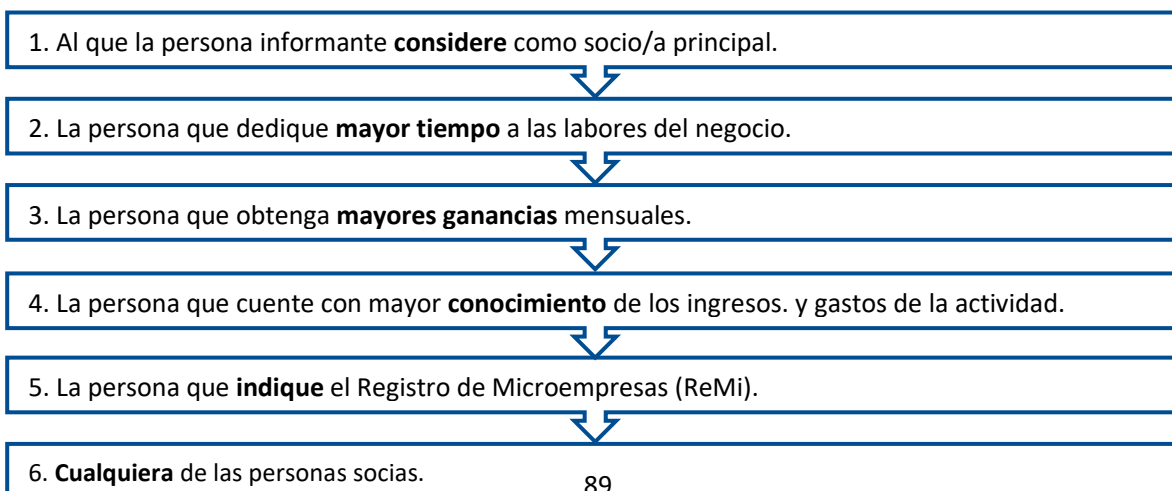 1. Al que la persona informante considere como socio/a principal.
2. La persona que dedique mayor tiempo a las labores del negocio.
3. La persona que obtenga mayores ganancias mensuales.
4. La persona que cuente con mayor conocimiento de los ingresos. y gastos de la actividad.
5. La persona que indique el Registro de Microempresas (ReMi).
6. Cualquiera de las personas socias.
89